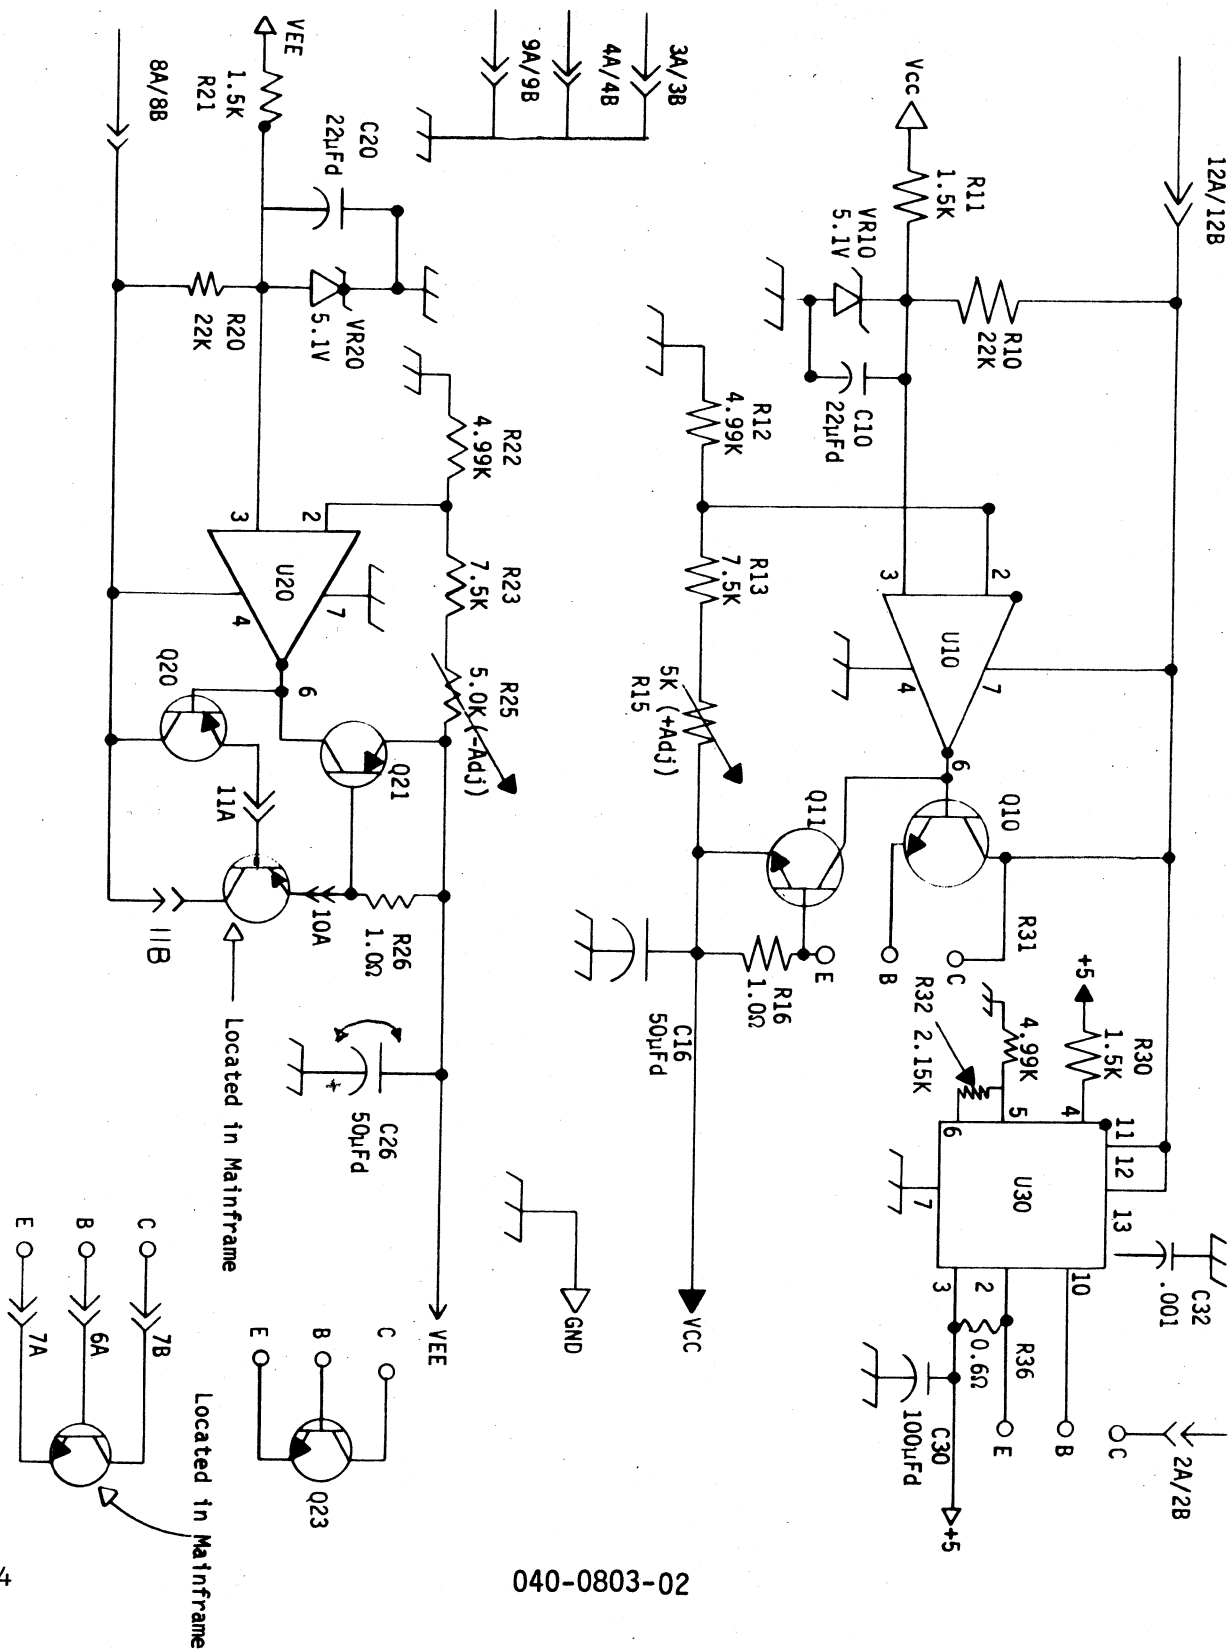 12A/12B
3A/3B
4A/4B
9A/9B
VEE
1.5K
R21
8A/8B
C20
22µFd
Vcc
R11
1.5K
VR10
5.1V
R10
22K
C10
22µFd
R20
22K
VR20
5.1V
R12
4.99K
R22
4.99K
R13
7.5K
R23
7.5K
5K (+Adj)
R15
R25
5.0K (-Adj)
3
2
U10
7
4
6
3
2
U20
7
4
6
Q10
Q11
Q20
Q21
11A
10A
11B
R26
1.0Ω
Located in Mainframe
E
B
C
R31
4.99K
R32 2.15K
+5
R30
1.5K
R16
1.0Ω
C16
50µFd
C26
50µFd
4
5
6
11
12
13
U30
7
3
2
10
C32
.001
R36
0.6Ω
C30
100µFd
E
B
C
2A/2B
+5
VCC
GND
VEE
C
B
E
Q23
C
B
E
7B
6A
7A
Located in Mainframe
040-0803-02
4